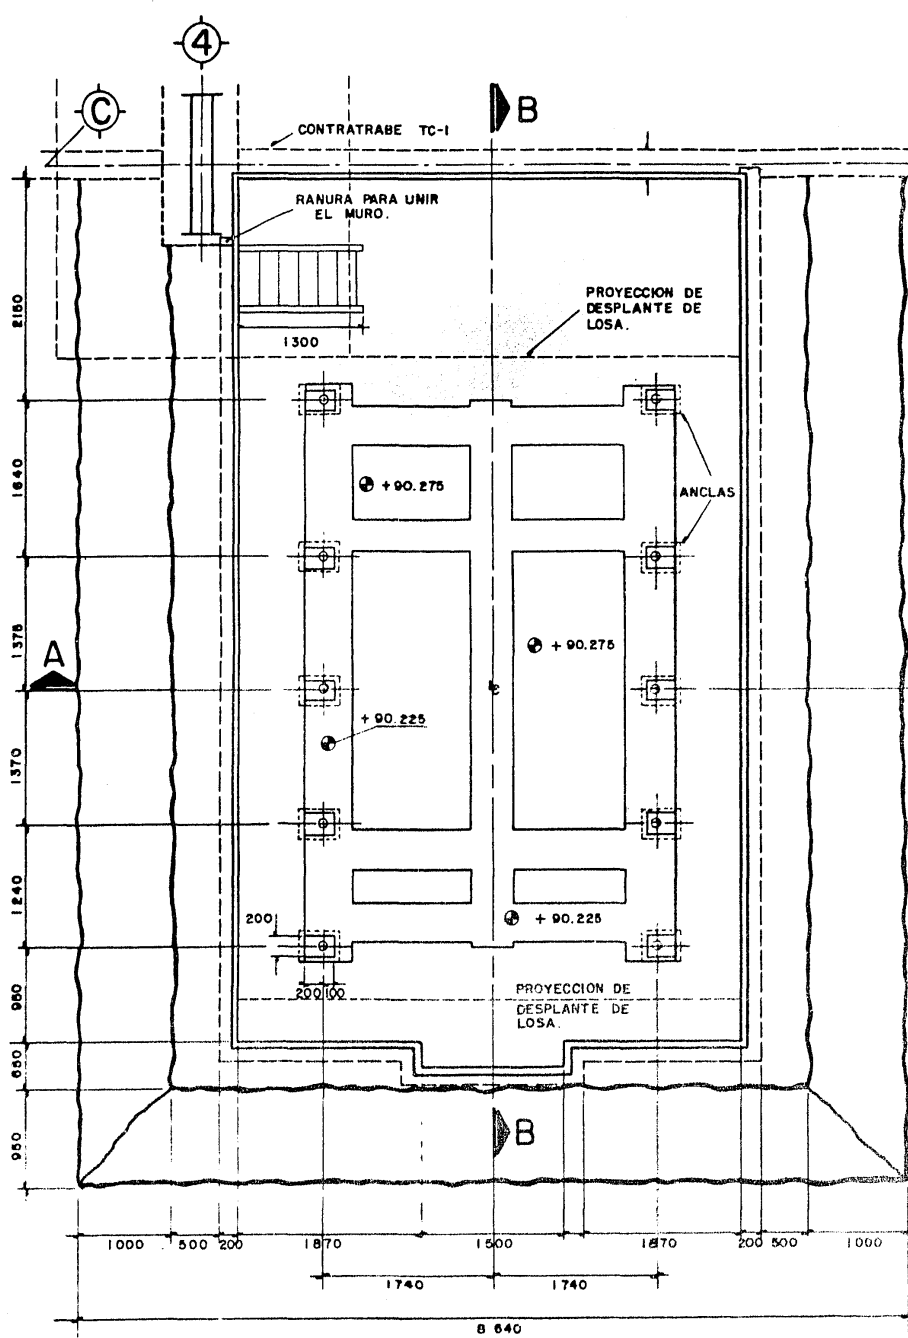 4
C
B
CONTRATRABE TC-1
RANURA PARA UNIR
EL MURO.
PROYECCION DE
DESPLANTE DE
LOSA.
1300
2150
1640
1375
1370
1240
980
650
950
ANCLAS
+90.275
+90.275
A
+90.225
+90.225
200
200 100
PROYECCION DE
DESPLANTE DE
LOSA.
B
1000 500 200 1870 1500 1870 200 500 1000
1740 1740
8 640